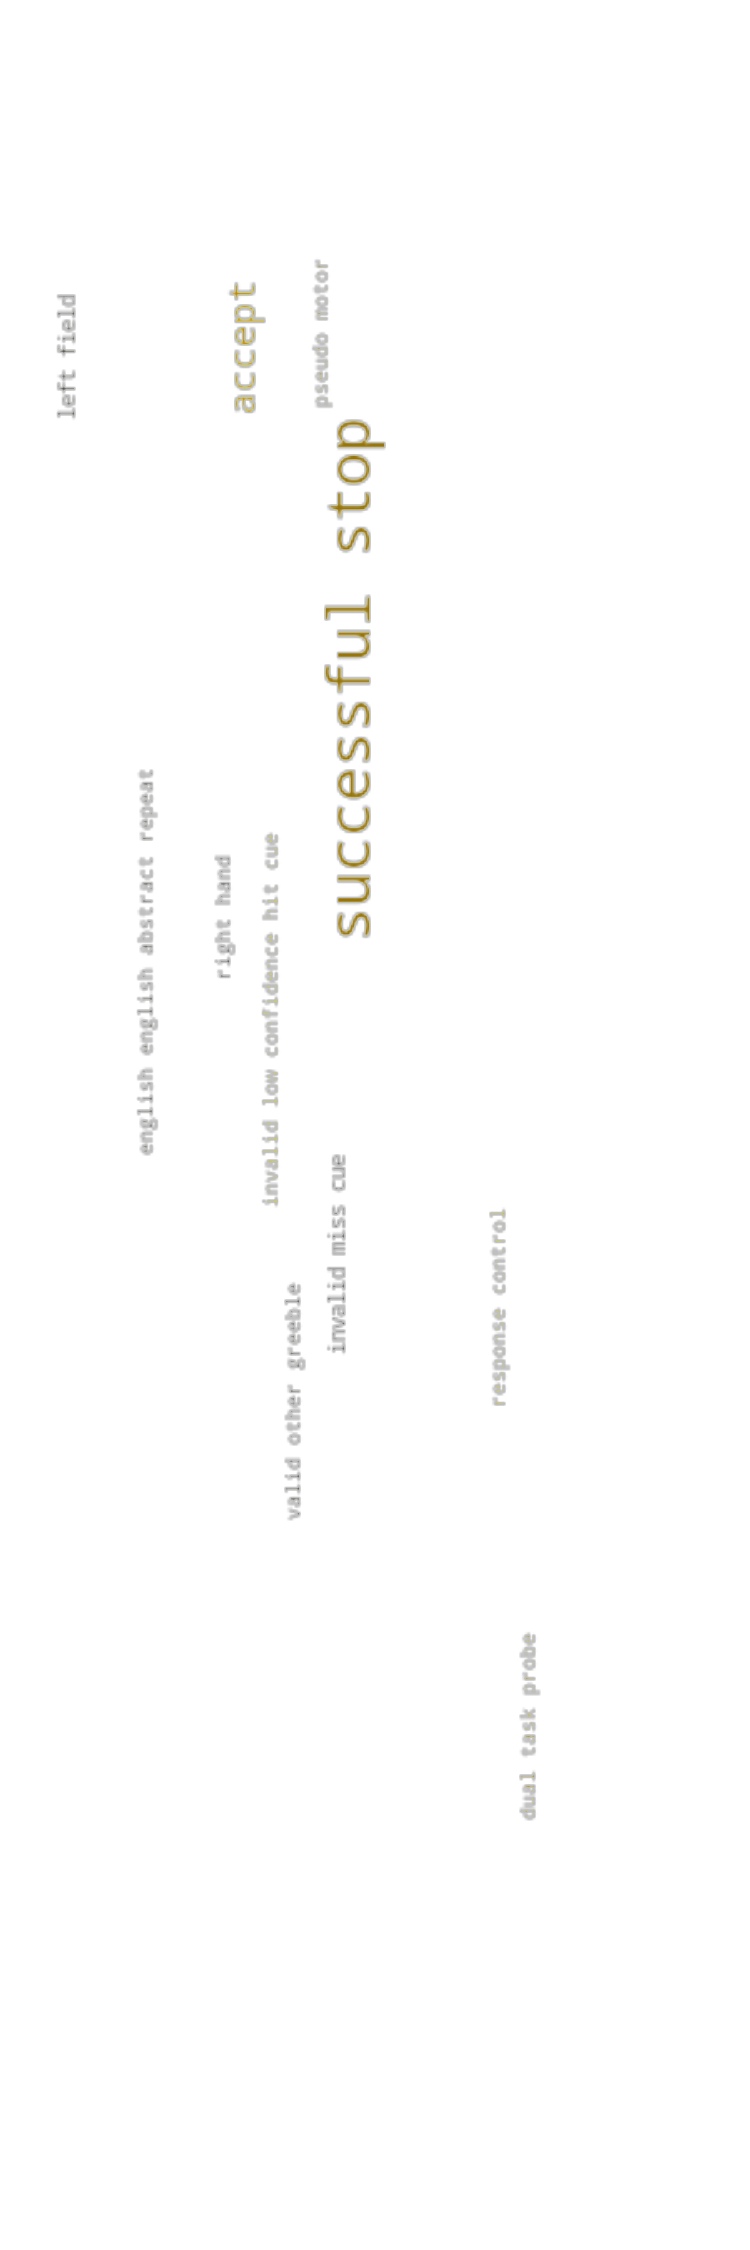 left field
english english abstract repeat
right hand
accept
invalid low confidence hit cue
valid other greeble
pseudo motor
invalid miss cue
successful stop
response control
dual task probe